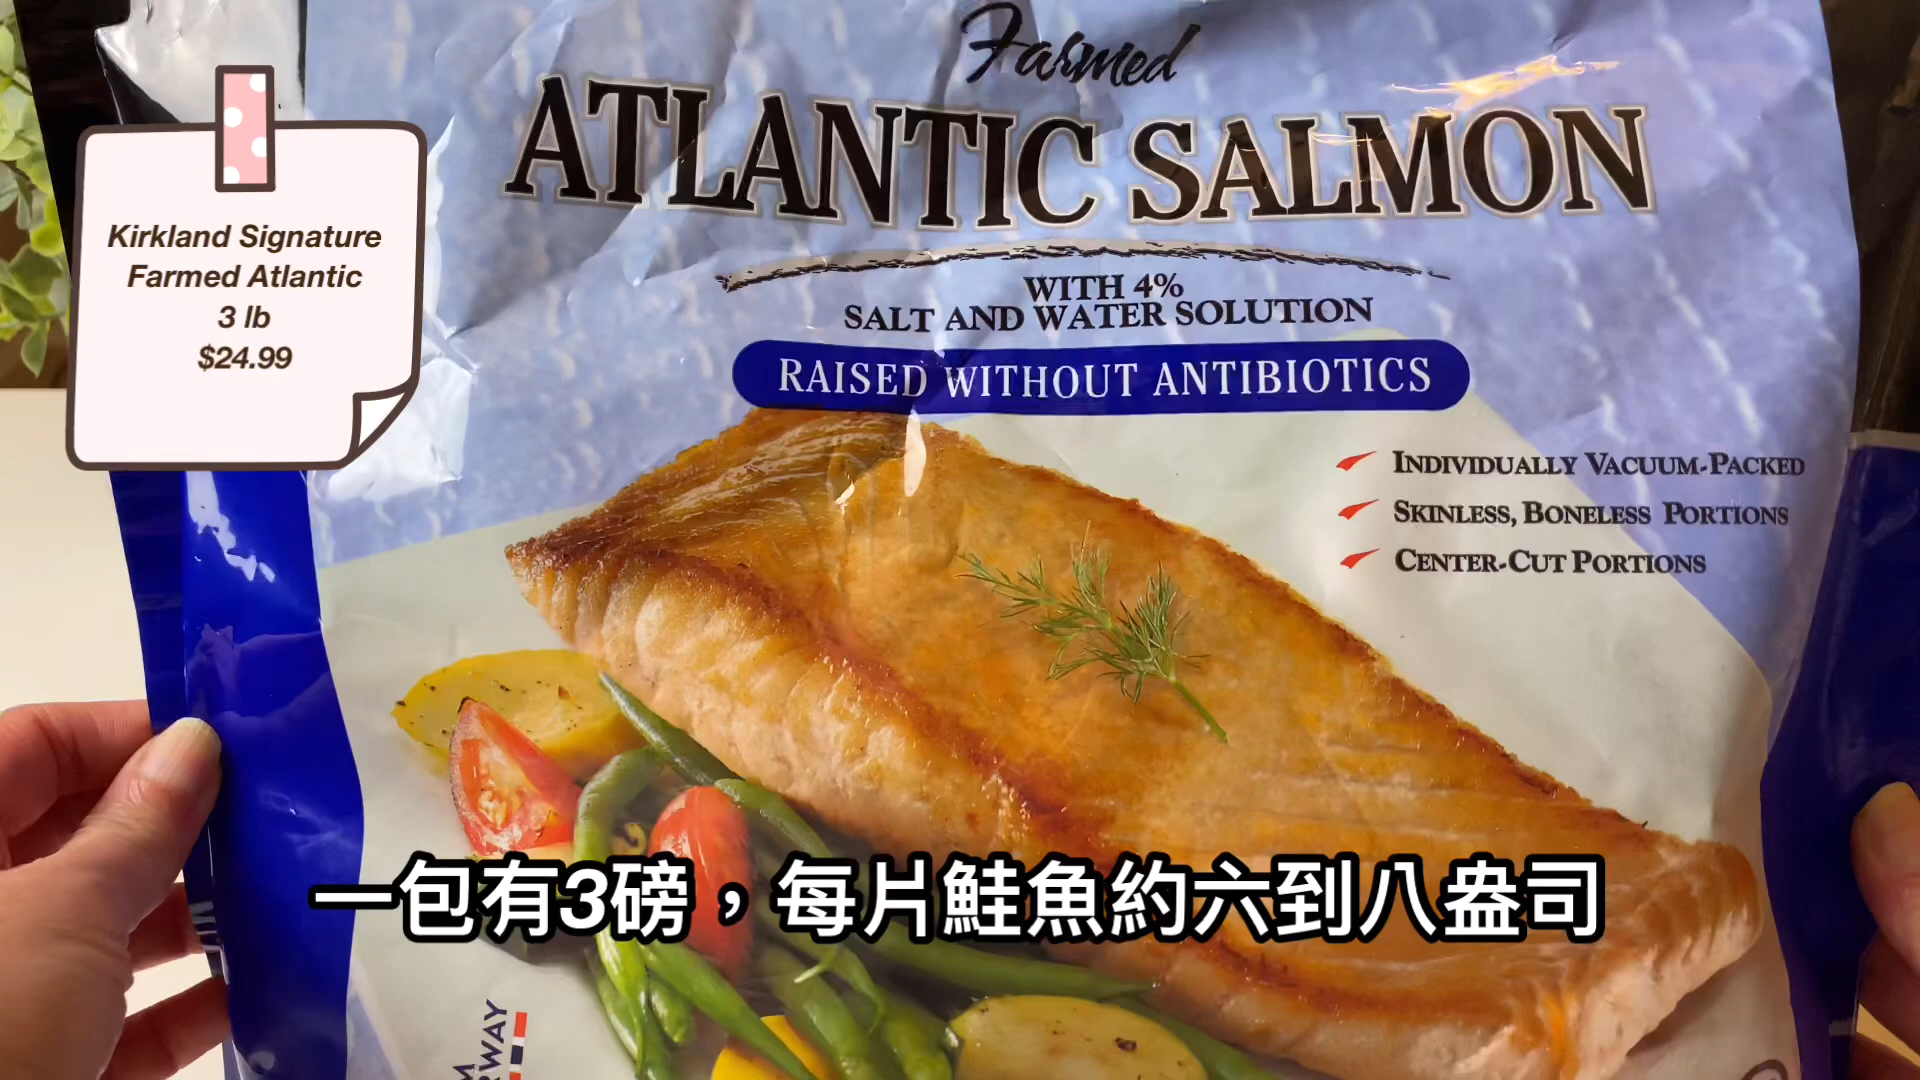 Farmed
ATLANTIC SALMON
WITH 4%
SALT AND WATER SOLUTION
RAISED WITHOUT ANTIBIOTICS
INDIVIDUALLY VACUUM-PACKED
SKINLESS, BONELESS PORTIONS
CENTER-CUT PORTIONS
Kirkland Signature
Farmed Atlantic
3 lb
$24.99
一包有3磅，每片鮭魚約六到八盎司